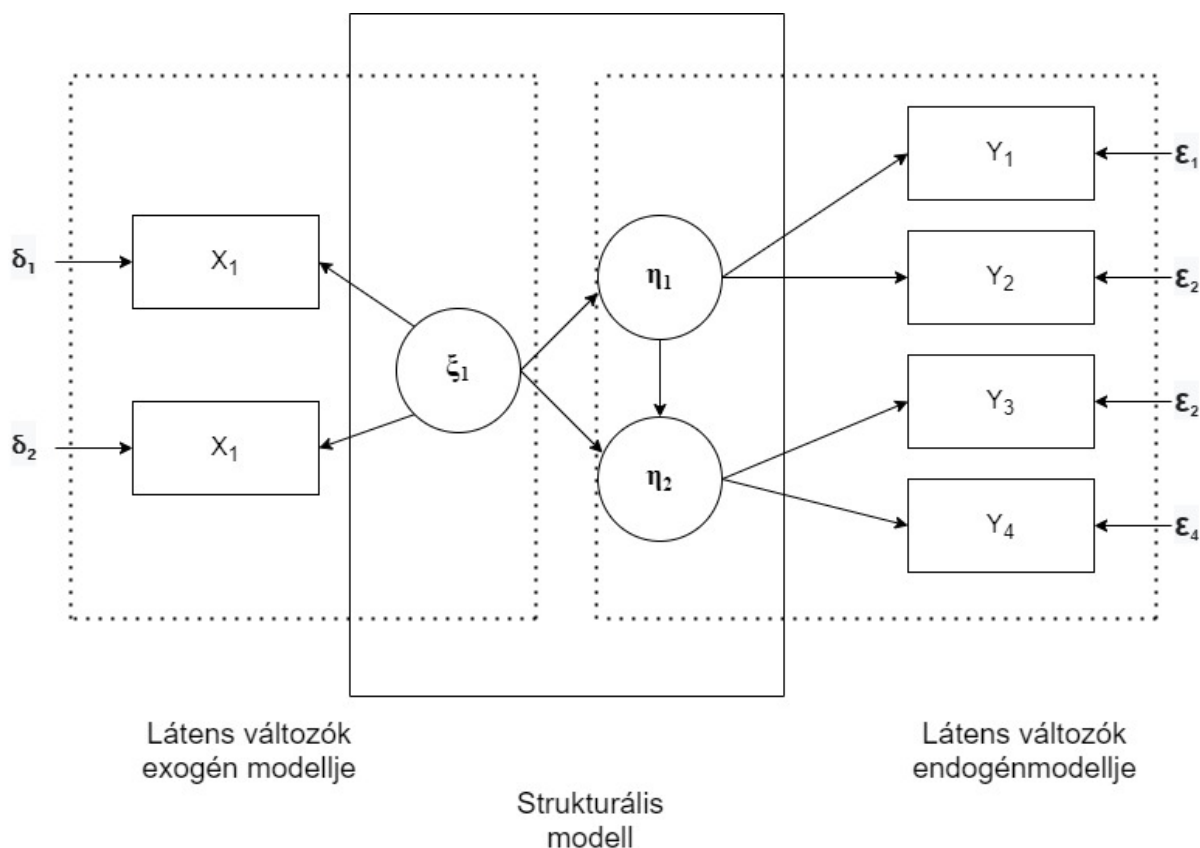 δ₁
X₁
δ₂
X₁
ξ₁
η₁
η₂
Y₁
ε₁
Y₂
ε₂
Y₃
ε₂
Y₄
ε₄
Látens változók
exogén modellje
Strukturális
modell
Látens változók
endogénmodellje